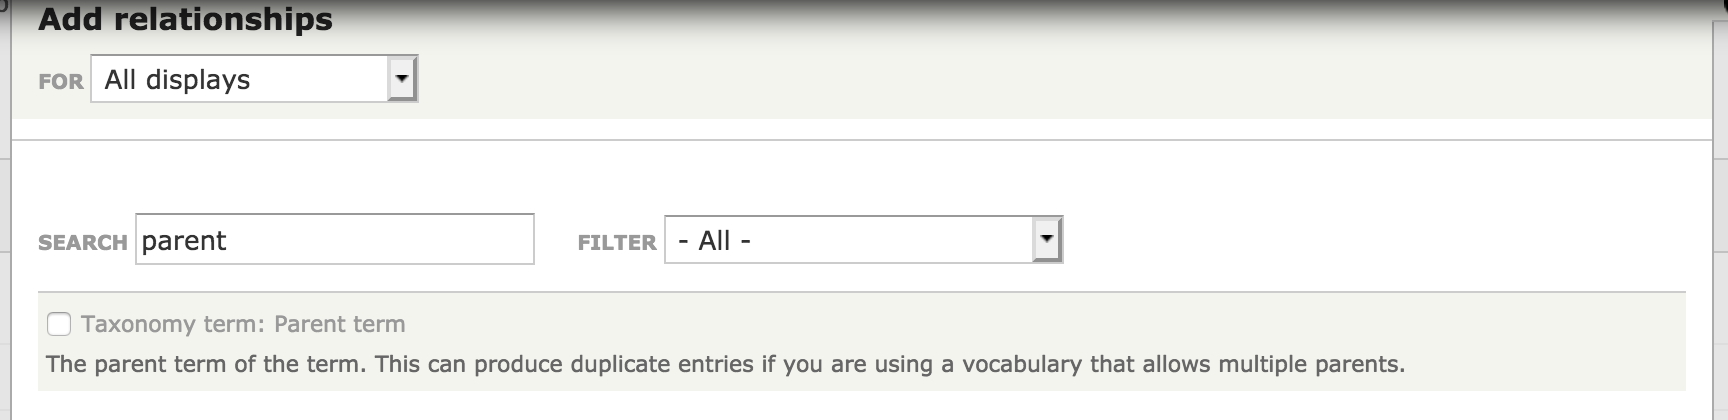 Add relationships
FOR All displays
SEARCH parent FILTER - All -
Taxonomy term: Parent term
The parent term of the term. This can produce duplicate entries if you are using a vocabulary that allows multiple parents.